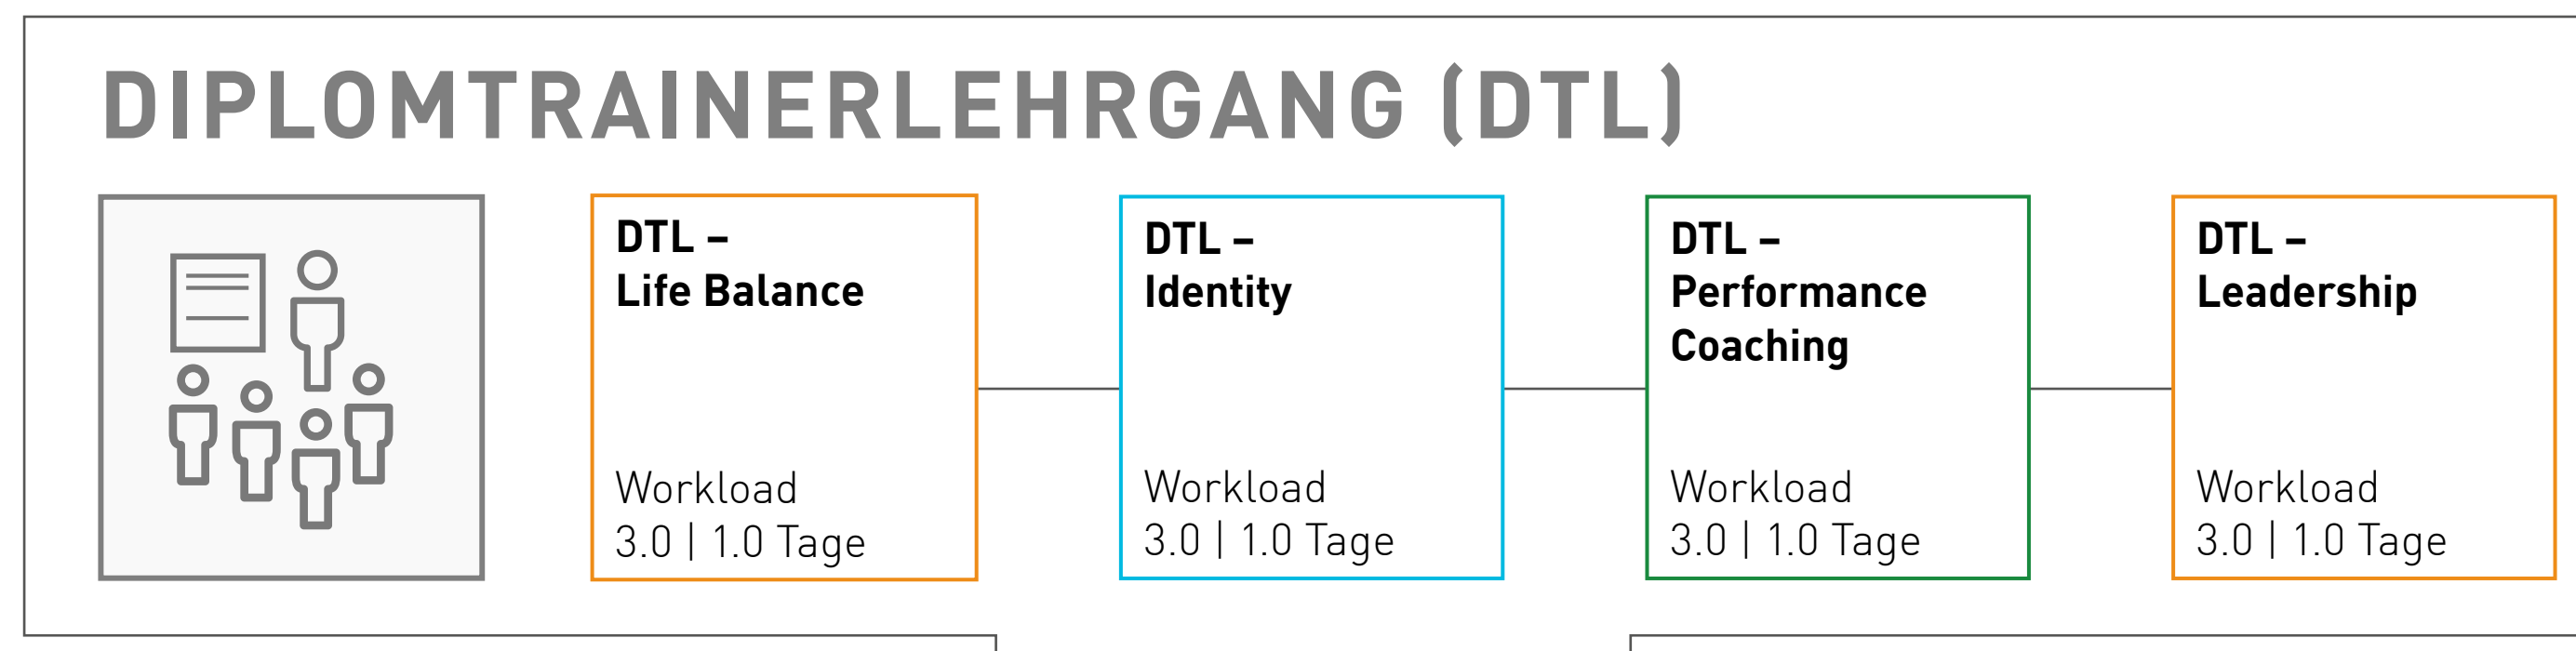 DIPLOMTRAINERLEHRGANG (DTL)
DTL –
Life Balance
Workload
3.0 | 1.0 Tage
DTL –
Identity
Workload
3.0 | 1.0 Tage
DTL –
Performance
Coaching
Workload
3.0 | 1.0 Tage
DTL –
Leadership
Workload
3.0 | 1.0 Tage